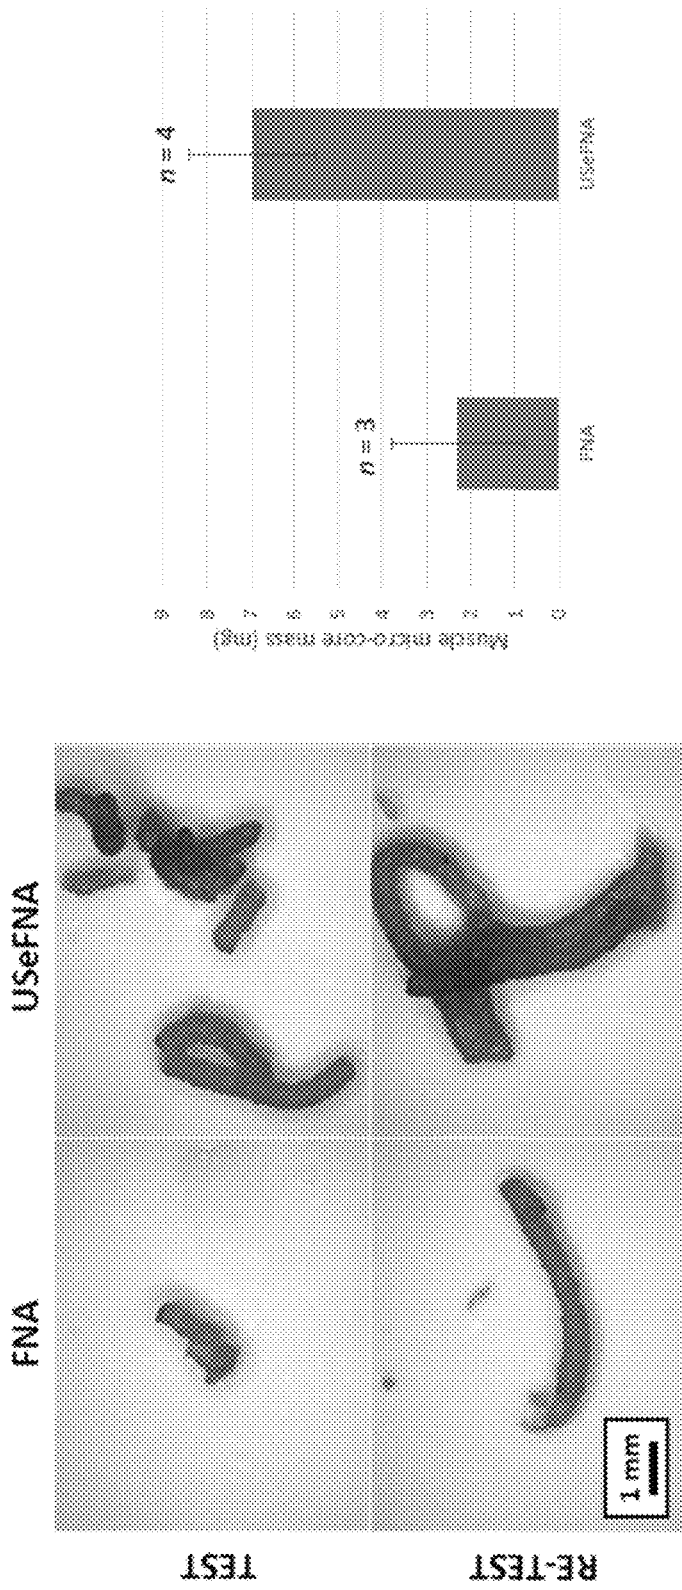 FNA
USeFNA
TEST
RE-TEST
1 mm
Muscle micro-core mass (mg)
9
8
7
6
5
4
3
2
1
0
n = 3
n = 4
FNA
USeFNA